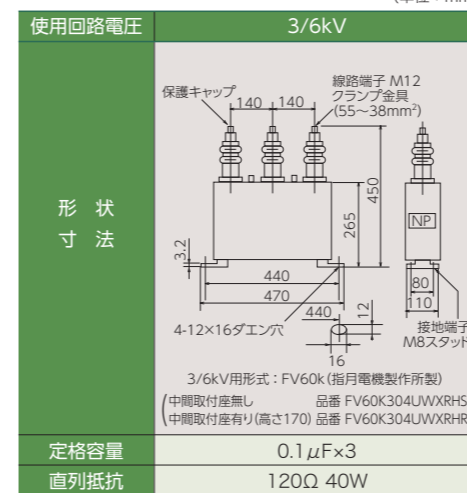 (単位：mm
使用回路電圧
3/6kV
形 状
寸 法
保護キャップ
140
140
線路端子 M12
クランプ金具
(55〜38mm²)
450
265
3.2
NP
440
470
80
110
4-12×16ダエン穴
440
12
16
接地端子
M8スタッド
3/6kV用形式：FV60k(指月電機製作所製)
中間取付座無し 品番 FV60K304UWXRHS
中間取付座有り(高さ170) 品番 FV60K304UWXRHR
定格容量
0.1μF×3
直列抵抗
120Ω 40W